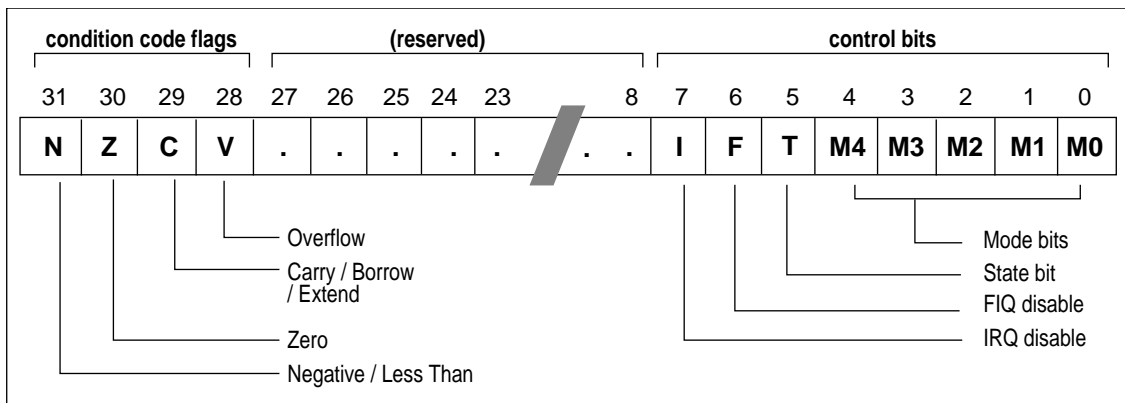 condition code flags (reserved) control bits
31 30 29 28 27 26 25 24 23 8 7 6 5 4 3 2 1 0
N Z C V . . . . . . . I F T M4 M3 M2 M1 M0
Overflow Mode bits
Carry / Borrow State bit
/ Extend FIQ disable
Zero IRQ disable
Negative / Less Than